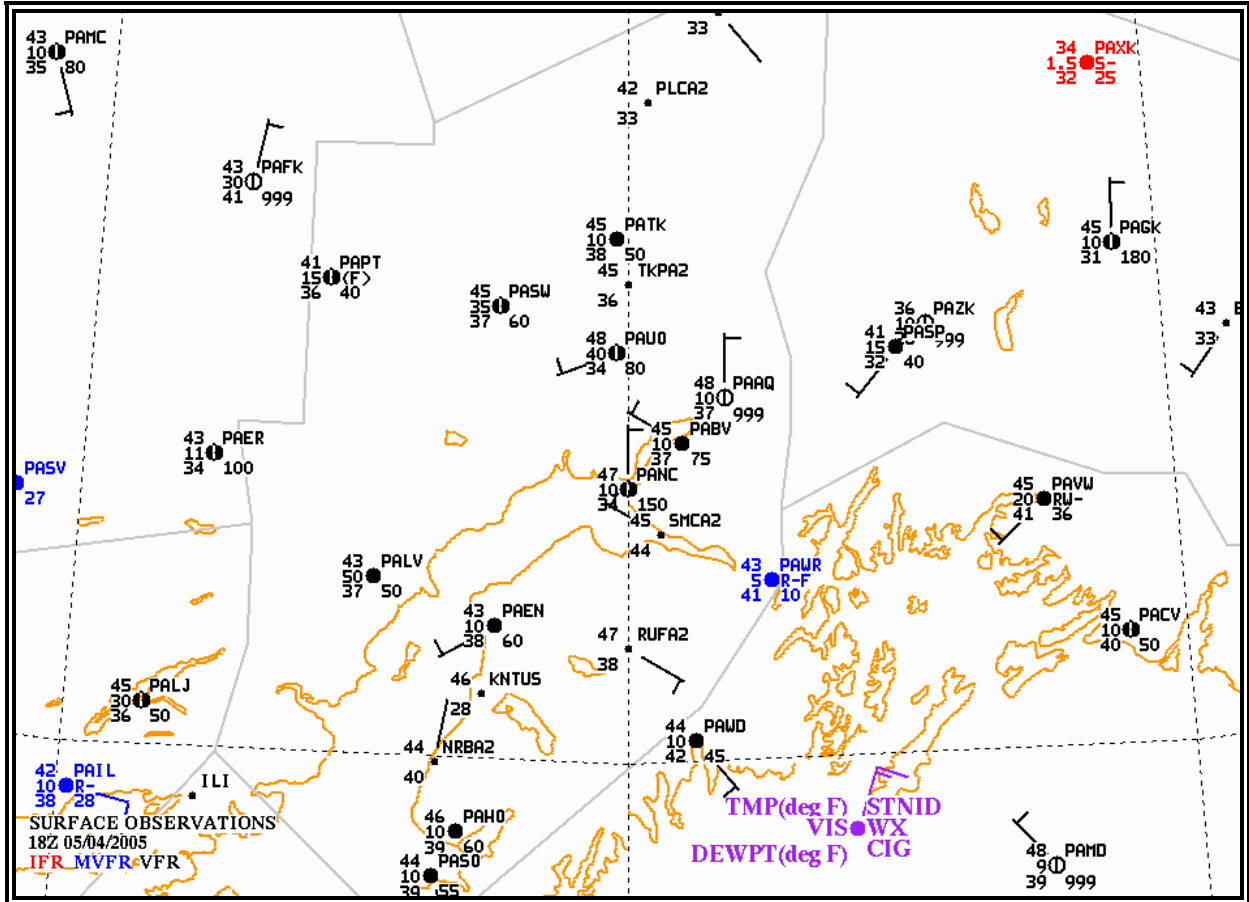 43 PAMC
10
35 80
33
34 PAXK
1.5 S-
32 25
42 PLCA2
33
43 PAFK
30
41 999
45 PATK
10
38 50
45 PAGK
10
31 180
41 PAPT
15 (F)
36 40
45 TKPA2
36
45 PASW
35
37 60
36 PAZK
999
43
33
41 PASP
15
32 40
48 PAUO
40
34 80
48 PAAQ
10
37 999
45 PABV
10
37 75
43 PAER
11
34 100
PASV
27
47 PANC
10
34 150
45 PAVW
20 RW-
41 36
45 SMCA2
44
43 PALV
50
37 50
43 PAWR
5 R-F
41 10
43 PAEN
10
38 60
45 PACV
10
40 50
47 RUFA2
38
46 KNTUS
28
45 PALJ
30
36 50
44 PAWD
10
42 45
44 NRBA2
40
42 PAIL
10 R-
38 28
ILI
TMP(deg F) STNID
VIS WX
DEWPT(deg F) CIG
46 PAHO
10
39 60
SURFACE OBSERVATIONS
18Z 05/04/2005
IFR MVFR VFR
44 PASO
10
39 55
48 PAMD
9
39 999